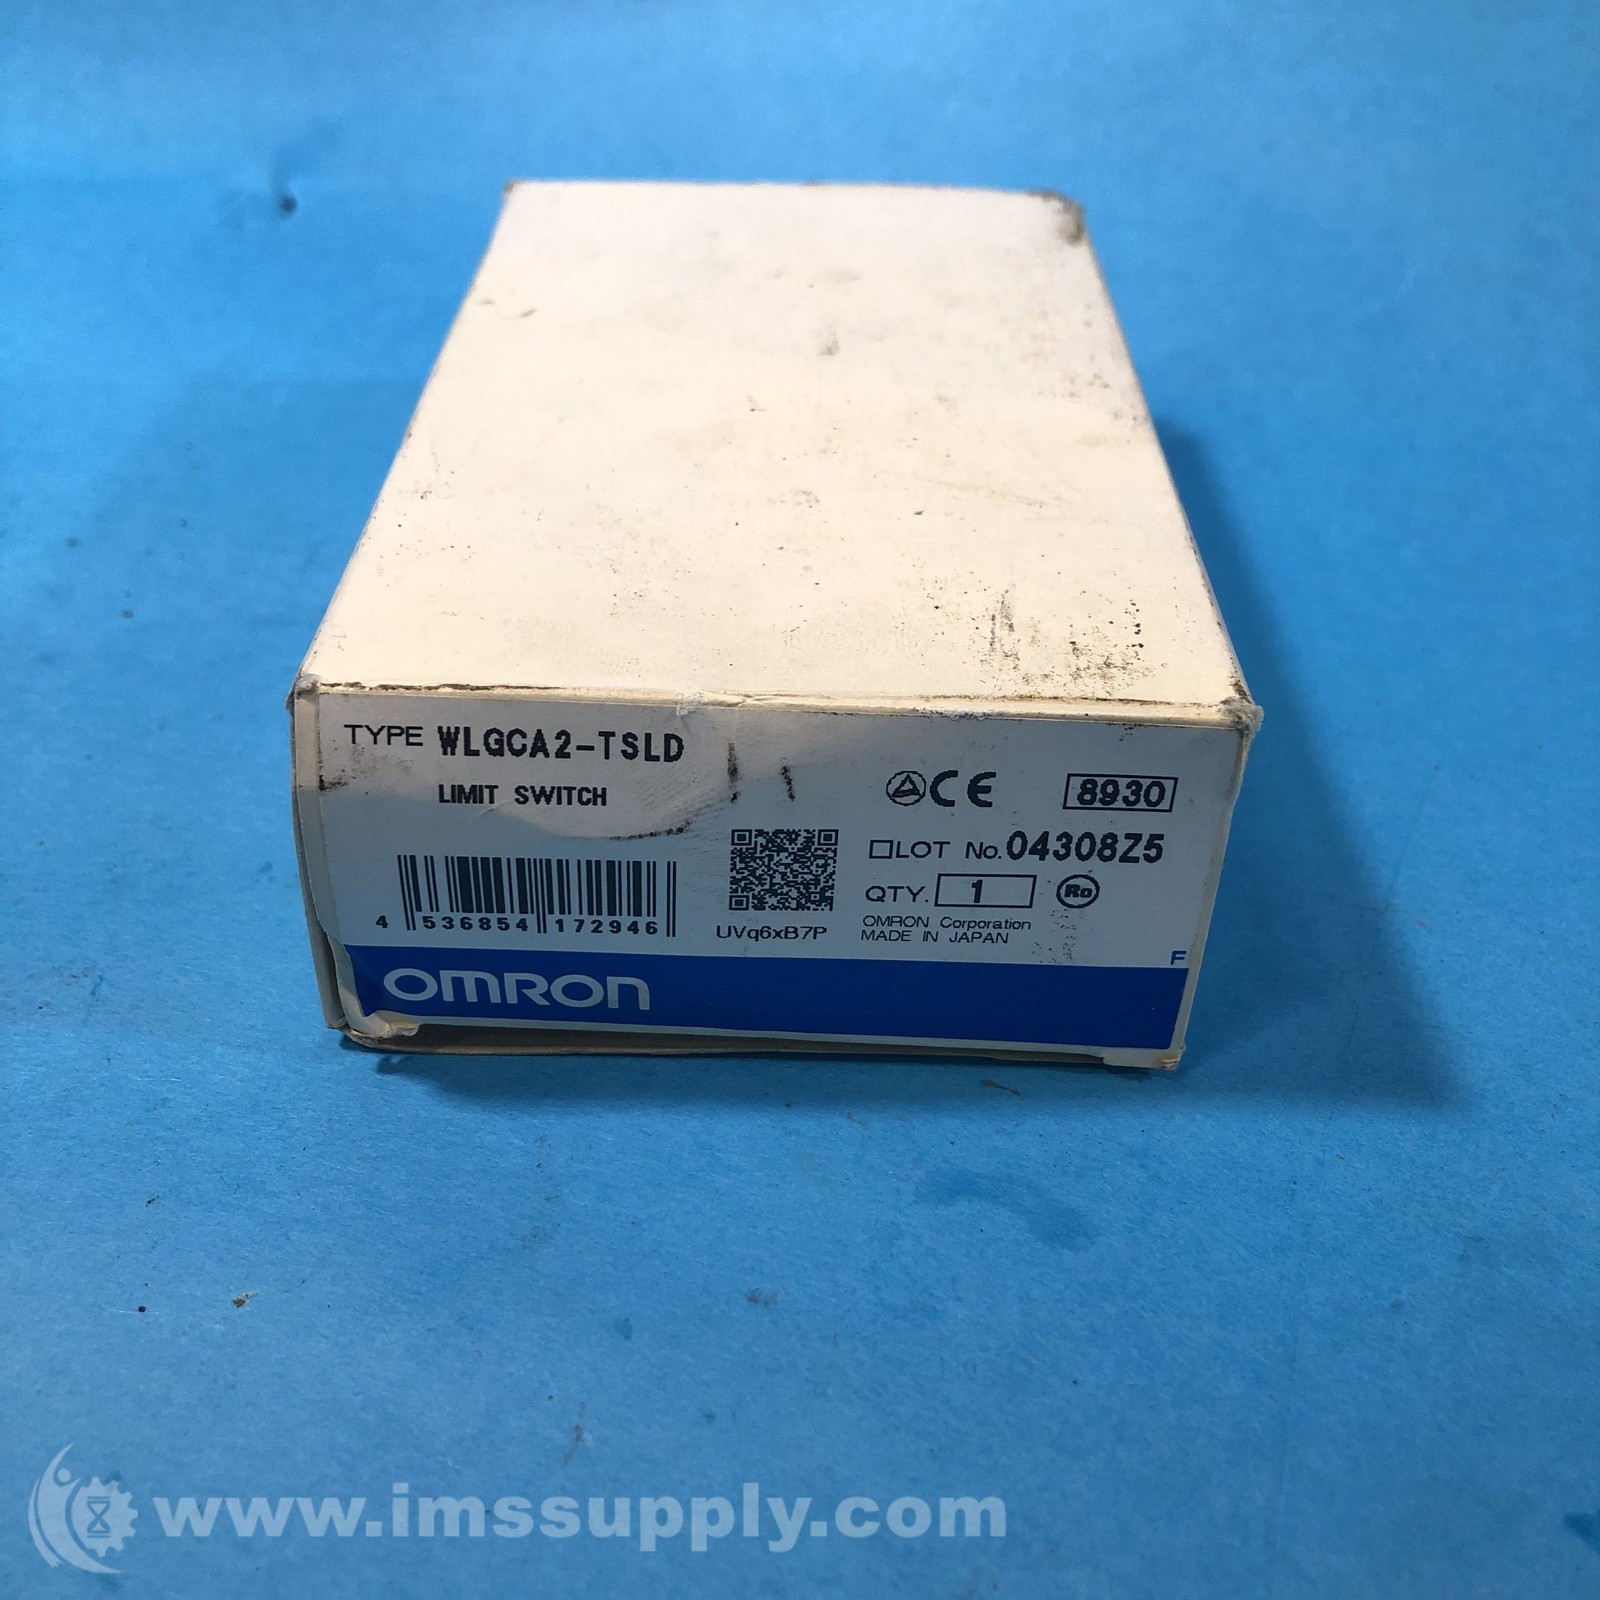 TYPE WLGCA2-TSLD
LIMIT SWITCH
CE 8930
LOT No. 04308Z5
QTY. 1 Ro
4 536854 172946
UVq6xB7P
OMRON Corporation
MADE IN JAPAN
F
OMRON
www.imssupply.com